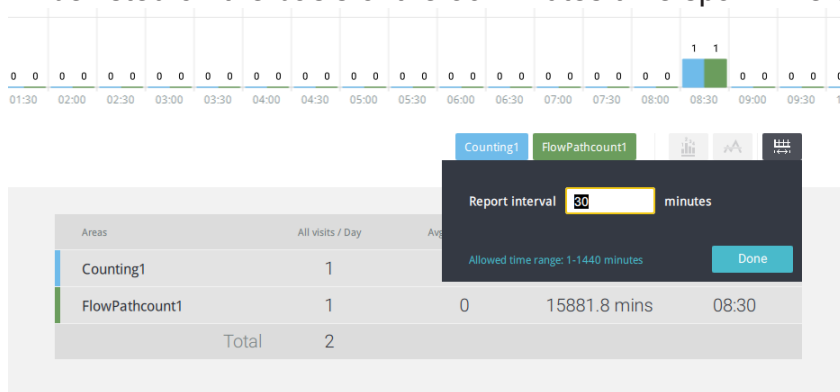 1 1
0 0 0 0 0 0 0 0 0 0 0 0 0 0 0 0 0 0 0 0 0 0 0 0 0 0 0 0 0 0 0 0
01:30 02:00 02:30 03:00 03:30 04:00 04:30 05:00 05:30 06:00 06:30 07:00 07:30 08:00 08:30 09:00 09:30
Counting1 FlowPathcount1
Report interval 30 minutes
Areas All visits / Day
Allowed time range: 1-1440 minutes Done
Counting1 1
FlowPathcount1 1 0 15881.8 mins 08:30
Total 2